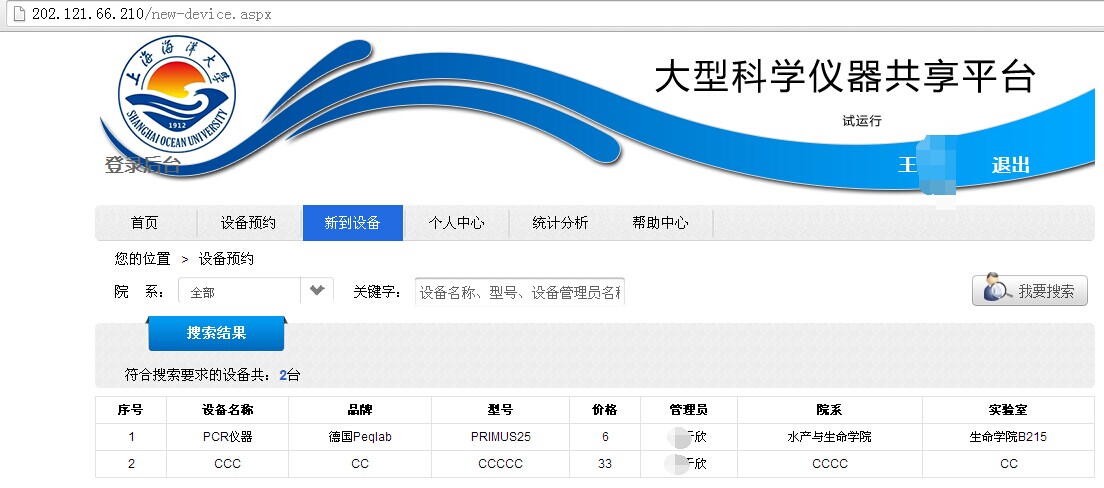 202.121.66.210/new-device.aspx
上海海洋大学
1912
SHANGHAI OCEAN UNIVERSITY
大型科学仪器共享平台
试运行
登录后台
王 退出
首页 设备预约 新到设备 个人中心 统计分析 帮助中心
您的位置 > 设备预约
院 系: 全部 关键字: 设备名称、型号、设备管理员名称 我要搜索
搜索结果
符合搜索要求的设备共: 2台
序号 设备名称 品牌 型号 价格 管理员 院系 实验室
1 PCR仪器 德国Peqlab PRIMUS25 6 于欣 水产与生命学院 生命学院B215
2 CCC CC CCCCC 33 于欣 CCCC CC